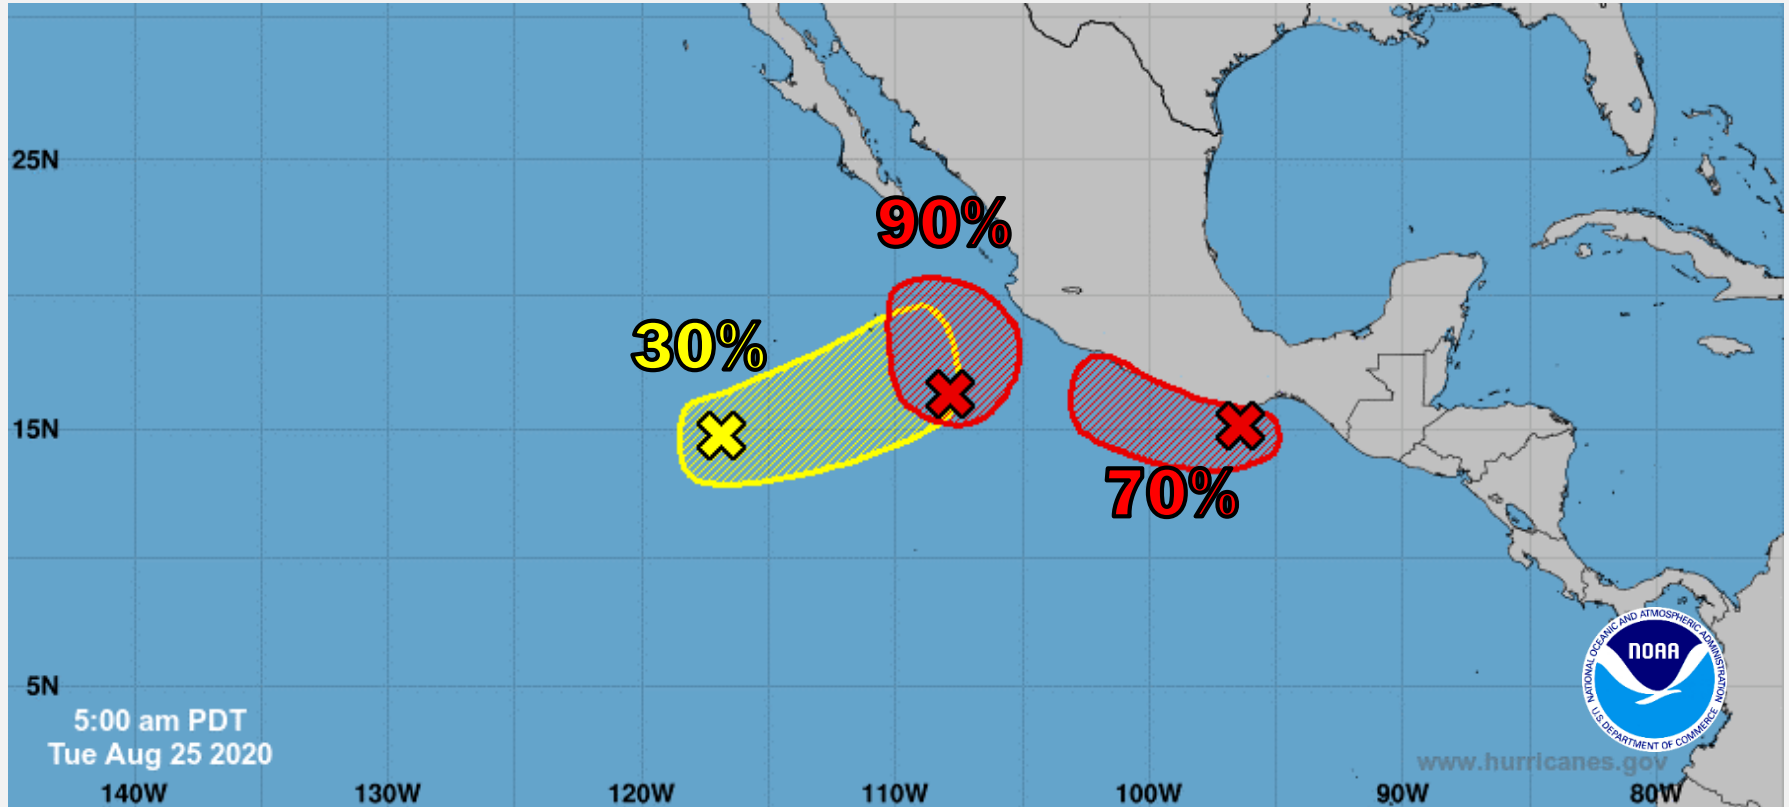 25N
90%
30%
15N
70%
5N
5:00 am PDT
Tue Aug 25 2020
NATIONAL OCEANIC AND ATMOSPHERIC ADMINISTRATION
NOAA
U.S. DEPARTMENT OF COMMERCE
www.hurricanes.gov
140W 130W 120W 110W 100W 90W 80W